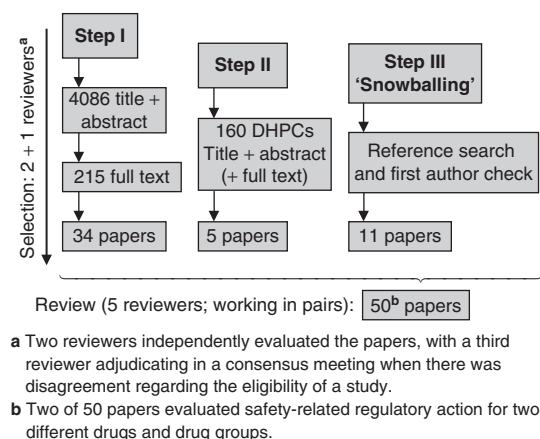 Selection: 2 + 1 reviewersa
Step I
4086 title +
abstract
215 full text
34 papers
Step II
160 DHPCs
Title + abstract
(+ full text)
5 papers
Step III
‘Snowballing’
Reference search
and first author check
11 papers
Review (5 reviewers; working in pairs): 50b papers
a Two reviewers independently evaluated the papers, with a third
reviewer adjudicating in a consensus meeting when there was
disagreement regarding the eligibility of a study.
b Two of 50 papers evaluated safety-related regulatory action for two
different drugs and drug groups.